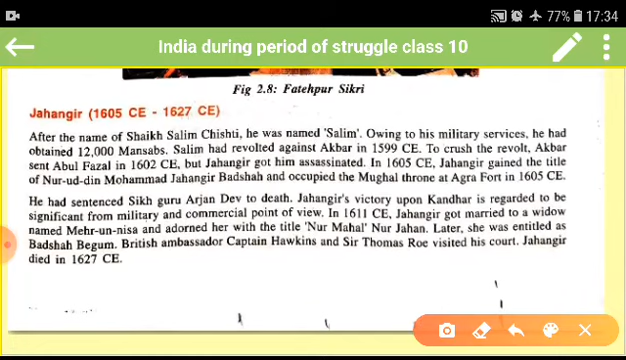 77% 17:34
India during period of struggle class 10
Fig 2.8: Fatehpur Sikri
Jahangir (1605 CE - 1627 CE)
After the name of Shaikh Salim Chishti, he was named 'Salim'. Owing to his military services, he had
obtained 12,000 Mansabs. Salim had revolted against Akbar in 1599 CE. To crush the revolt, Akbar
sent Abul Fazal in 1602 CE, but Jahangir got him assassinated. In 1605 CE, Jahangir gained the title
of Nur-ud-din Mohammad Jahangir Badshah and occupied the Mughal throne at Agra Fort in 1605 CE.
He had sentenced Sikh guru Arjan Dev to death. Jahangir's victory upon Kandhar is regarded to be
significant from military and commercial point of view. In 1611 CE, Jahangir got married to a widow
named Mehr-un-nisa and adorned her with the title 'Nur Mahal' Nur Jahan. Later, she was entitled as
Badshah Begum. British ambassador Captain Hawkins and Sir Thomas Roe visited his court. Jahangir
died in 1627 CE.